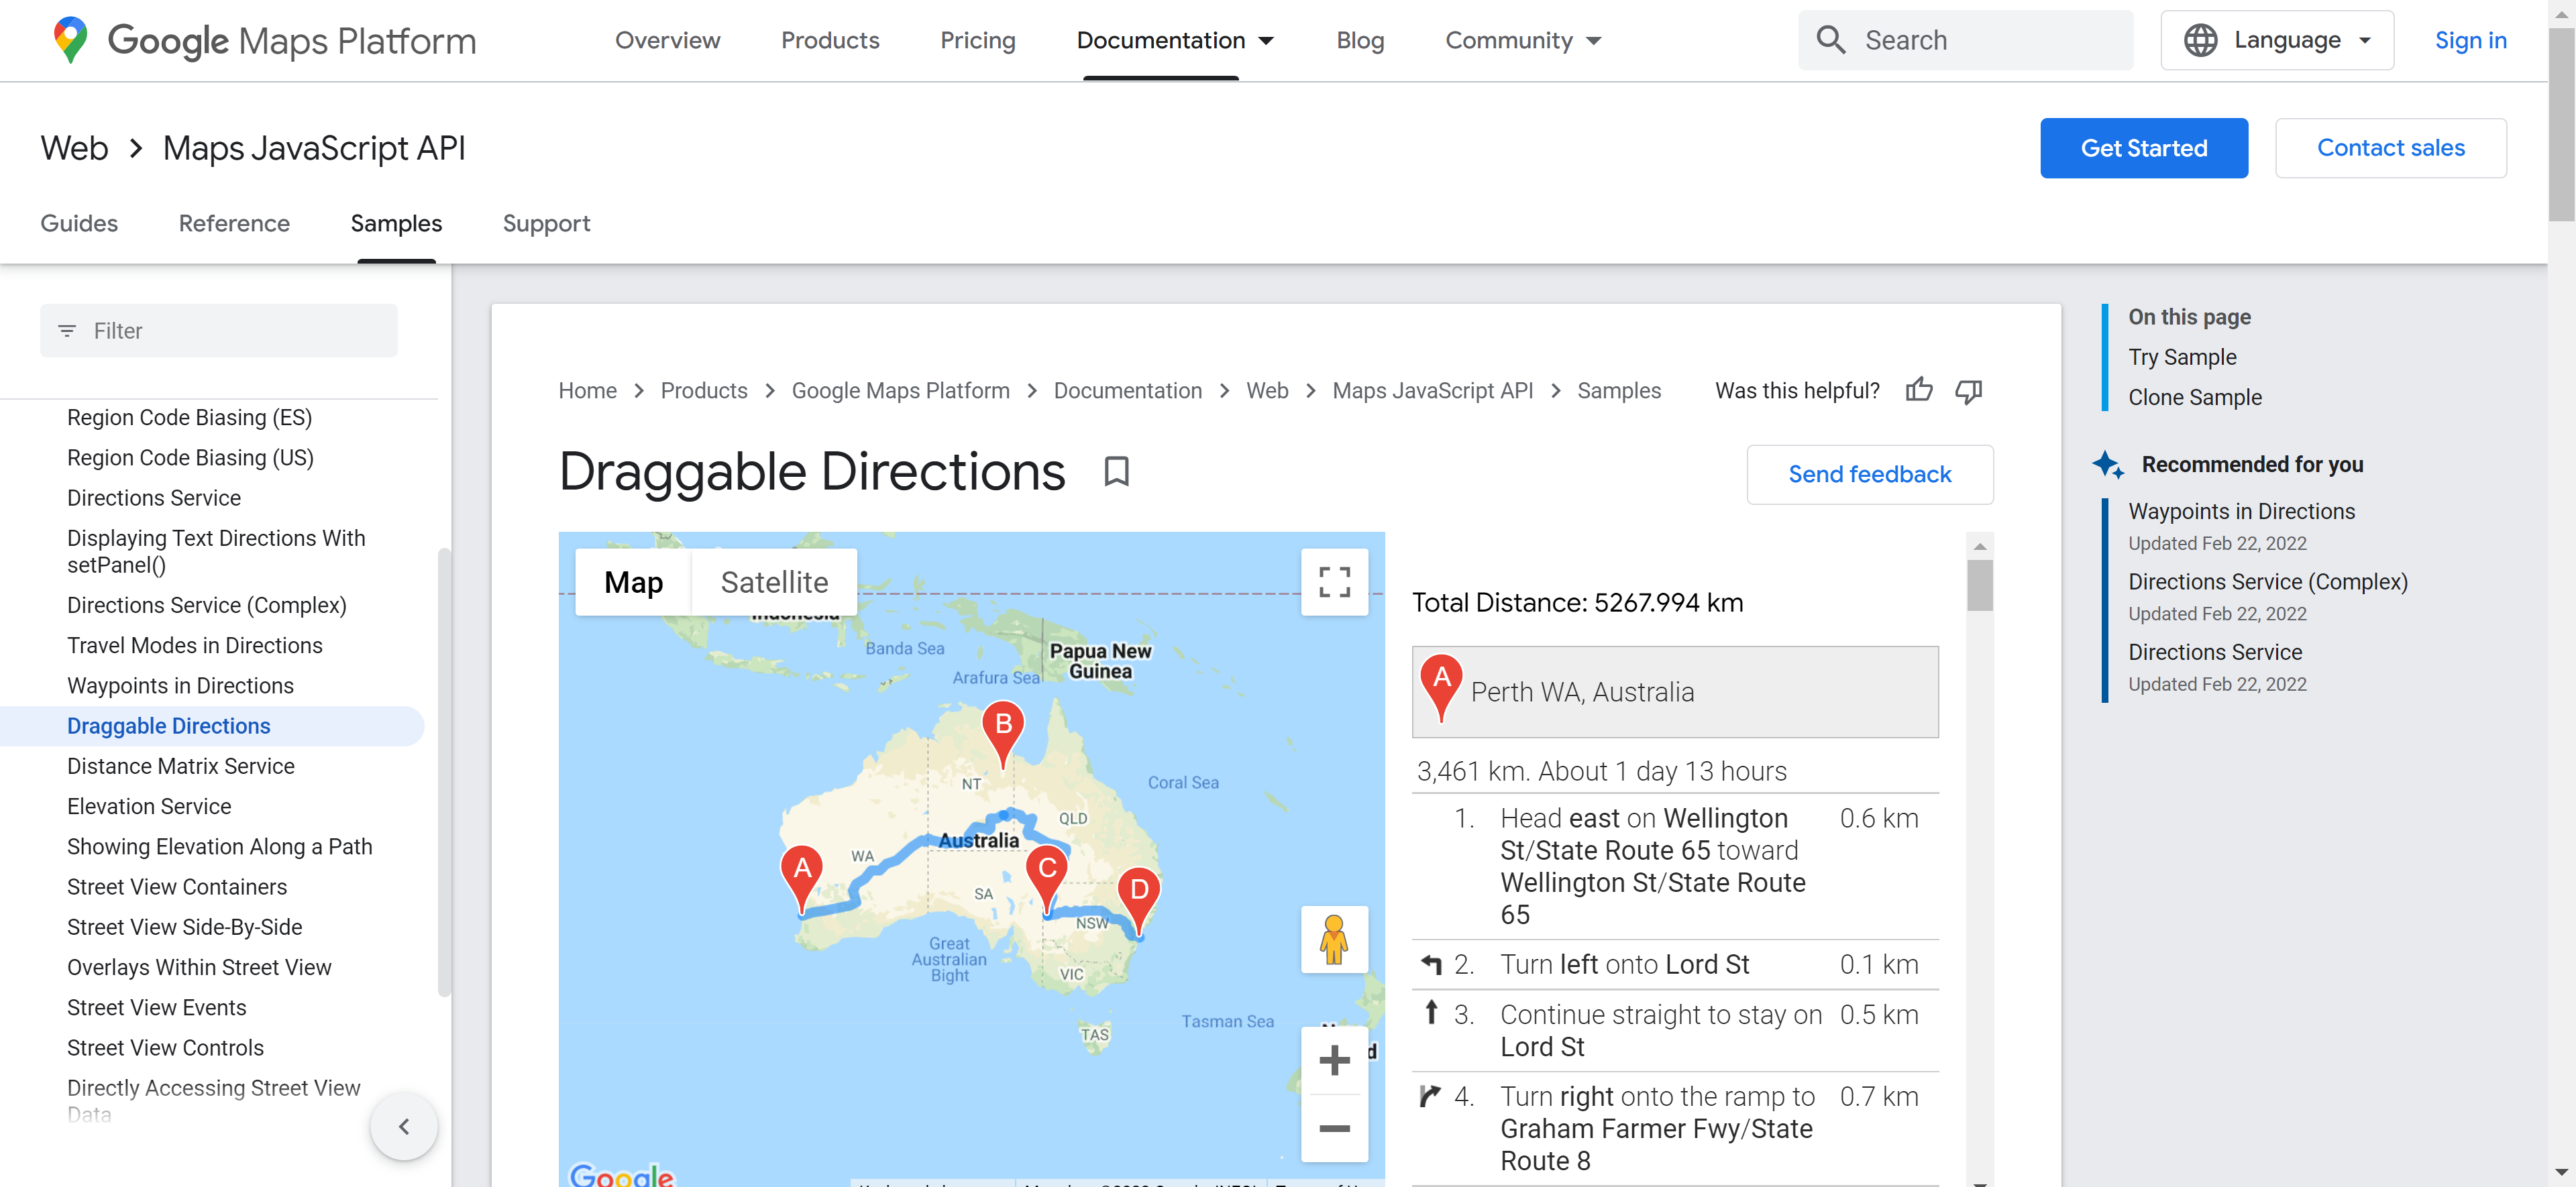 Google Maps Platform
Overview
Products
Pricing
Documentation
Blog
Community
Search
Language
Sign in
Web
Maps JavaScript API
Get Started
Contact sales
Guides
Reference
Samples
Support
Filter
Region Code Biasing (ES)
Region Code Biasing (US)
Directions Service
Displaying Text Directions With
setPanel()
Directions Service (Complex)
Travel Modes in Directions
Waypoints in Directions
Draggable Directions
Distance Matrix Service
Elevation Service
Showing Elevation Along a Path
Street View Containers
Street View Side-By-Side
Overlays Within Street View
Street View Events
Street View Controls
Directly Accessing Street View
Data
Home
Products
Google Maps Platform
Documentation
Web
Maps JavaScript API
Samples
Was this helpful?
Draggable Directions
Send feedback
Map
Satellite
Indonesia
Banda Sea
Papua New
Guinea
Arafura Sea
B
NT
Coral Sea
QLD
Australia
WA
A
C
D
SA
NSW
Great
Australian
Bight
VIC
Tasman Sea
TAS
Google
Total Distance: 5267.994 km
A
Perth WA, Australia
3,461 km. About 1 day 13 hours
1. Head east on Wellington 0.6 km
St/State Route 65 toward
Wellington St/State Route
65
2. Turn left onto Lord St 0.1 km
3. Continue straight to stay on 0.5 km
Lord St
4. Turn right onto the ramp to 0.7 km
Graham Farmer Fwy/State
Route 8
On this page
Try Sample
Clone Sample
Recommended for you
Waypoints in Directions
Updated Feb 22, 2022
Directions Service (Complex)
Updated Feb 22, 2022
Directions Service
Updated Feb 22, 2022